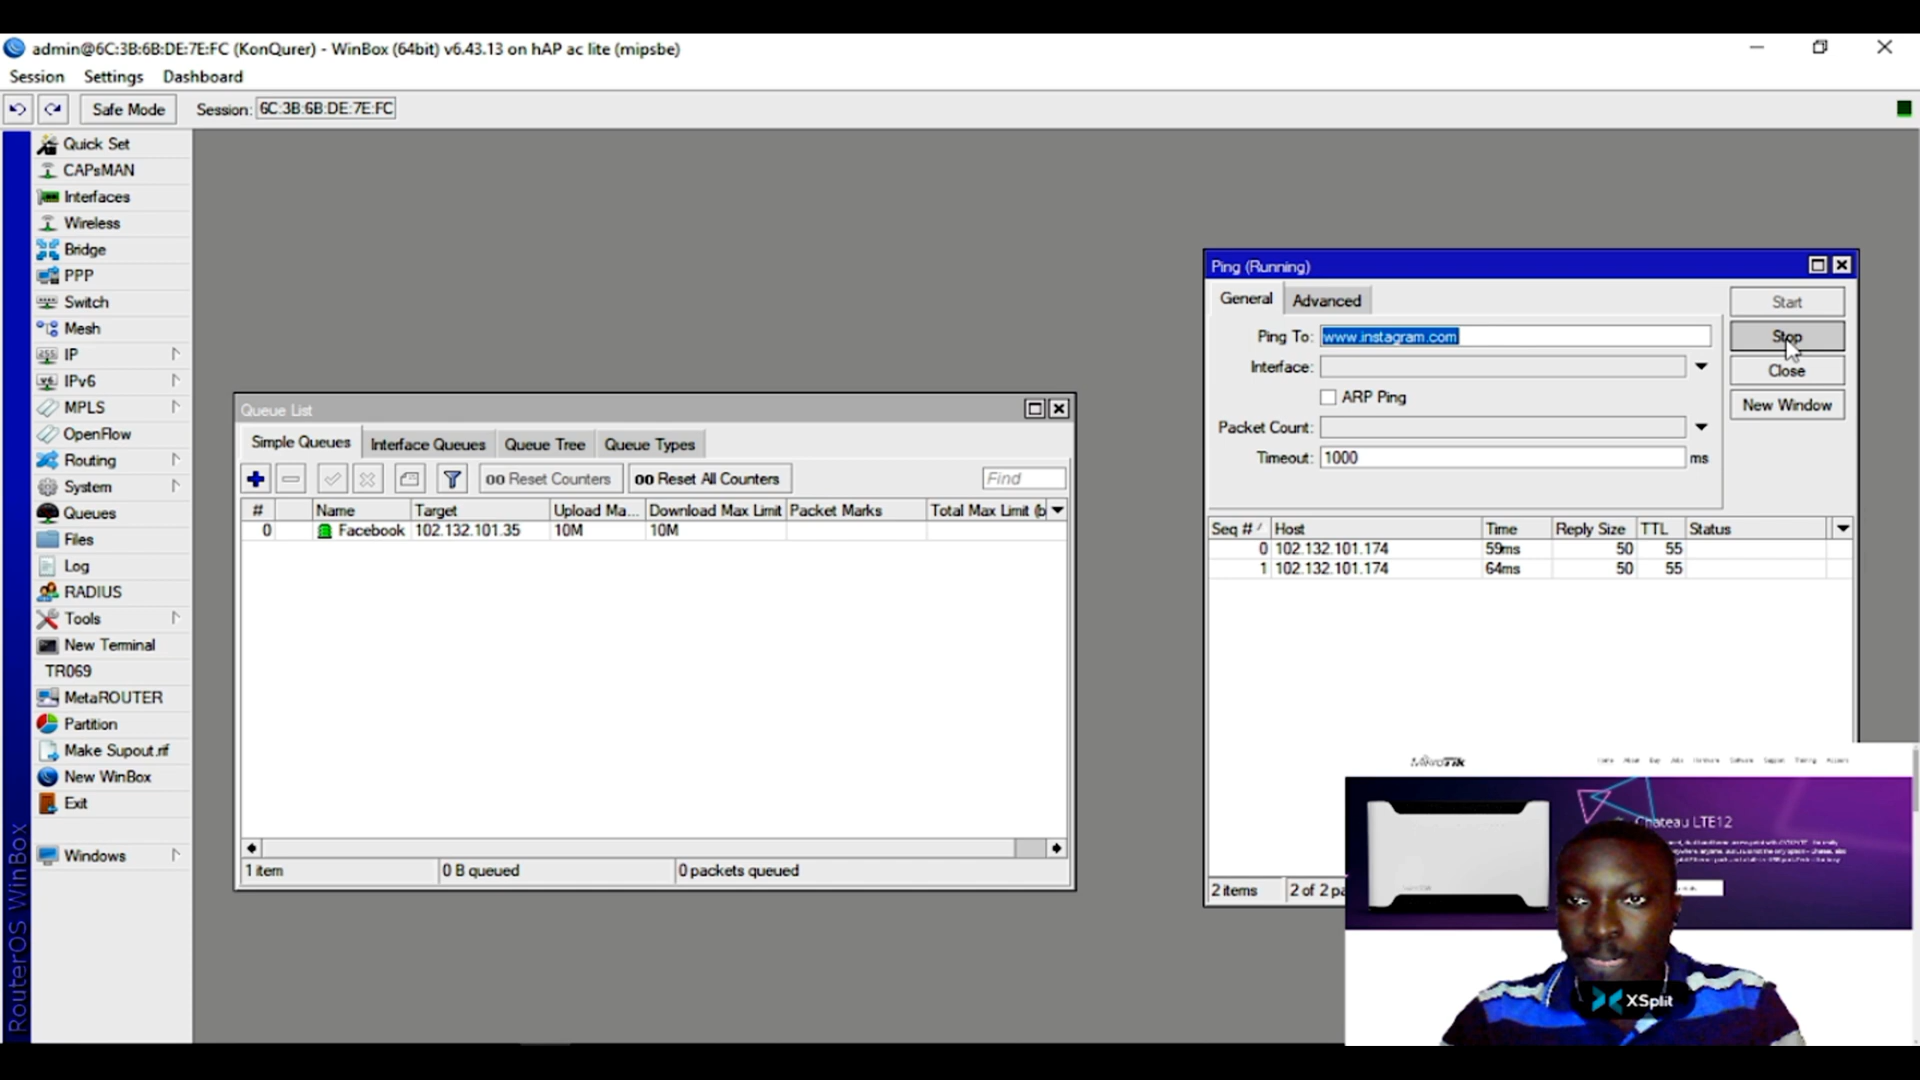 admin@6C:3B:6B:DE:7E:FC (KonQurer) - WinBox (64bit) v6.43.13 on hAP ac lite (mipsbe)
Session Settings Dashboard
Safe Mode Session: 6C:3B:6B:DE:7E:FC
Quick Set
CAPsMAN
Interfaces
Wireless
Bridge
PPP
Switch
Mesh
IP
IPv6
MPLS
OpenFlow
Routing
System
Queues
Files
Log
RADIUS
Tools
New Terminal
TR069
MetaROUTER
Partition
Make Supout.rif
New WinBox
Exit
Windows
RouterOS WinBox
Queue List
Simple Queues Interface Queues Queue Tree Queue Types
00 Reset Counters 00 Reset All Counters Find
# Name Target Upload Ma... Download Max Limit Packet Marks Total Max Limit (b
0 Facebook 102.132.101.35 10M 10M
1 item 0 B queued 0 packets queued
Ping (Running)
General Advanced
Ping To: www.instagram.com
Interface:
ARP Ping
Packet Count:
Timeout: 1000 ms
Start
Stop
Close
New Window
Seq # Host Time Reply Size TTL Status
0 102.132.101.174 59ms 50 55
1 102.132.101.174 64ms 50 55
2 items 2 of 2 pa
MikroTik
Chateau LTE12
XSplit